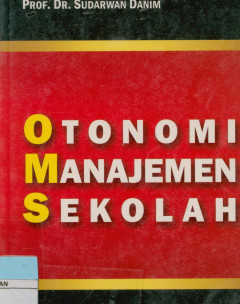 PROF. DR. SUDARWAN DANIM
OTONOMI
MANAJEMEN
SEKOLAH